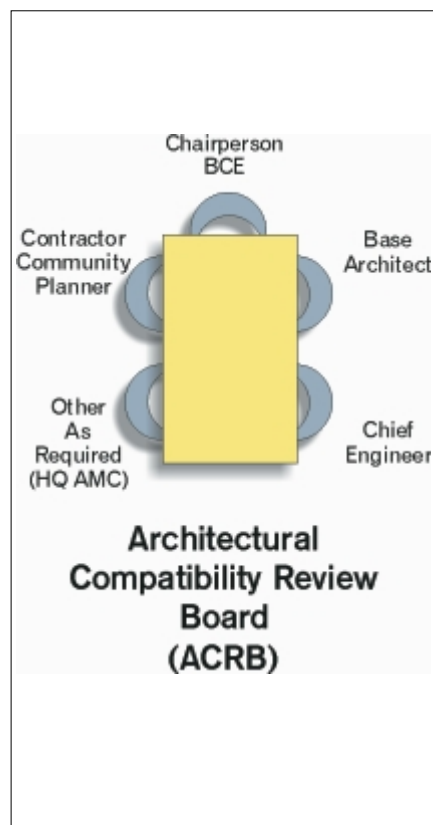 Chairperson
BCE
Contractor
Community
Planner
Base
Architect
Other
As
Required
(HQ AMC)
Chief
Engineer
Architectural
Compatibility Review
Board
(ACRB)